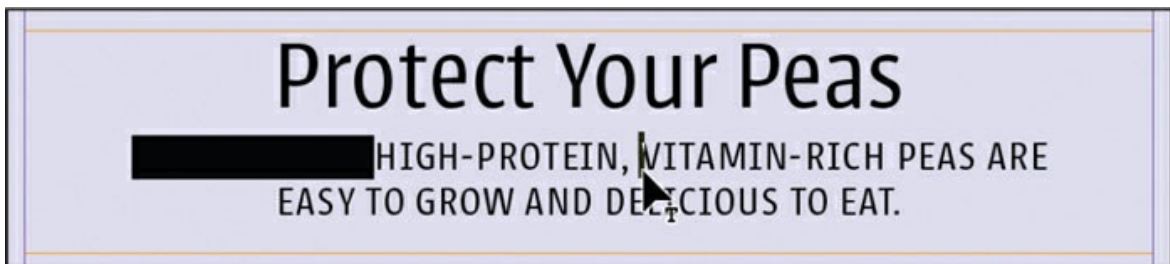 Protect Your Peas
HIGH-PROTEIN, VITAMIN-RICH PEAS ARE
EASY TO GROW AND DELICIOUS TO EAT.